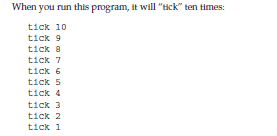 When you run this program, it will "tick" ten times:
tick 10
tick 9
tick 8
tick 7
tick 6
tick 5
tick 4
tick 3
tick 2
tick 1